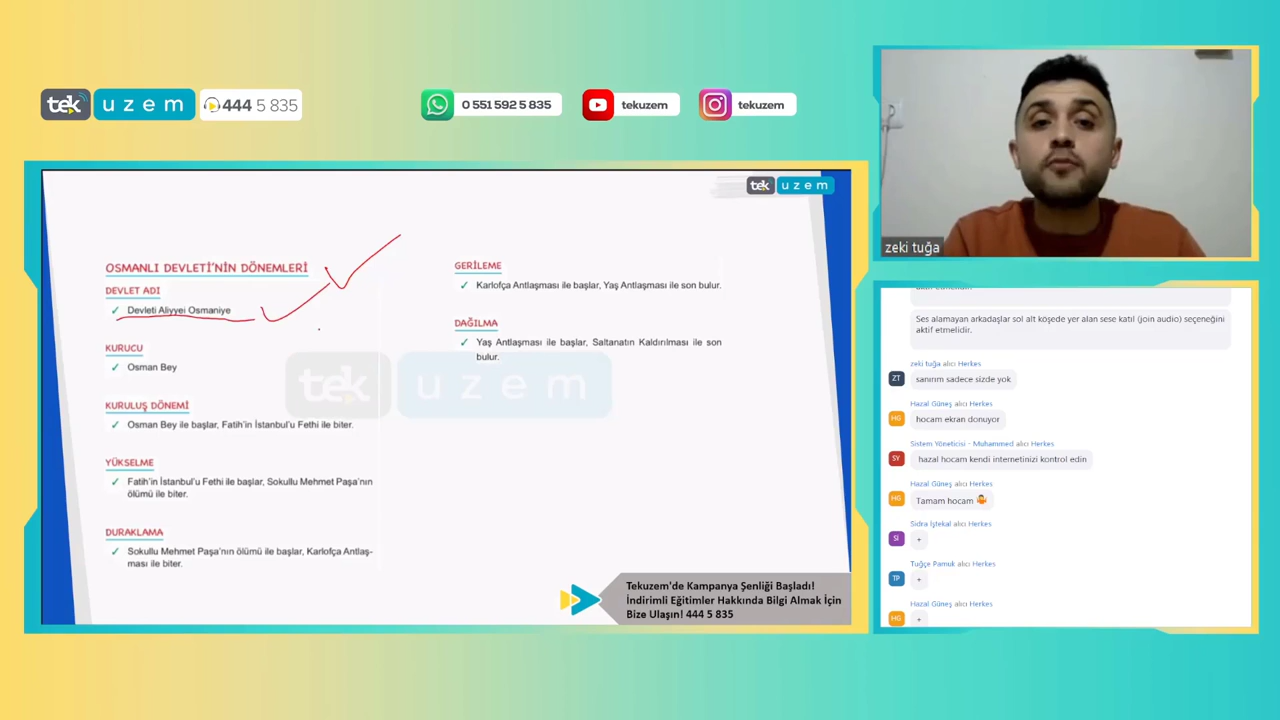 tek uzem 444 5 835
0 551 592 5 835
tekuzem
tekuzem
tek uzem
OSMANLI DEVLETİ'NİN DÖNEMLERİ
DEVLET ADI
✓ Devleti Aliyyei Osmaniye
KURUCU
✓ Osman Bey
KURULUŞ DÖNEMİ
✓ Osman Bey ile başlar, Fatih'in İstanbul'u Fethi ile biter.
YÜKSELME
✓ Fatih'in İstanbul'u Fethi ile başlar, Sokullu Mehmet Paşa'nın
ölümü ile biter.
DURAKLAMA
✓ Sokullu Mehmet Paşa'nın ölümü ile başlar, Karlofça Antlaş-
ması ile biter.
GERİLEME
✓ Karlofça Antlaşması ile başlar, Yaş Antlaşması ile son bulur.
DAĞILMA
✓ Yaş Antlaşması ile başlar, Saltanatın Kaldırılması ile son
bulur.
tek uzem
Tekuzem'de Kampanya Şenliği Başladı!
İndirimli Eğitimler Hakkında Bilgi Almak İçin
Bize Ulaşın! 444 5 835
zeki tuğa
Ses alamayan arkadaşlar sol alt köşede yer alan sese katıl (join audio) seçeneğini
aktif etmelidir.
zeki tuğa alıcı Herkes
ZT sanırım sadece sizde yok
Hazal Güneş alıcı Herkes
HG hocam ekran donuyor
Sistem Yöneticisi - Muhammed alıcı Herkes
SY hazal hocam kendi internetinizi kontrol edin
Hazal Güneş alıcı Herkes
HG Tamam hocam 🤷
Sidra İştekal alıcı Herkes
SI +
Tuğçe Pamuk alıcı Herkes
TP +
Hazal Güneş alıcı Herkes
HG +